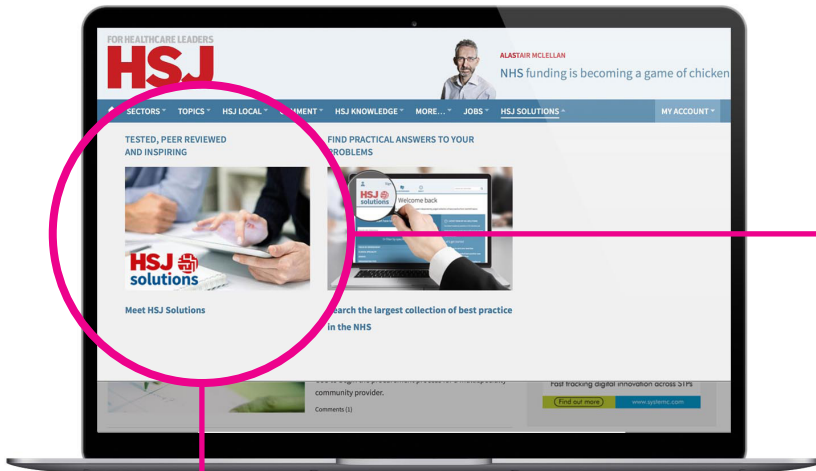 FOR HEALTHCARE LEADERS
HSJ
ALASTAIR MCLELLAN
NHS funding is becoming a game of chicken
SECTORS TOPICS HSJ LOCAL COMMENT HSJ KNOWLEDGE MORE... JOBS HSJ SOLUTIONS MY ACCOUNT
TESTED, PEER REVIEWED
AND INSPIRING
HSJ
solutions
Meet HSJ Solutions
FIND PRACTICAL ANSWERS TO YOUR
PROBLEMS
HSJ
solutions
Welcome back
Search the largest collection of best practice
in the NHS
community provider.
Comments (1)
Fast tracking digital innovation across STPs
Find out more www.systemc.com